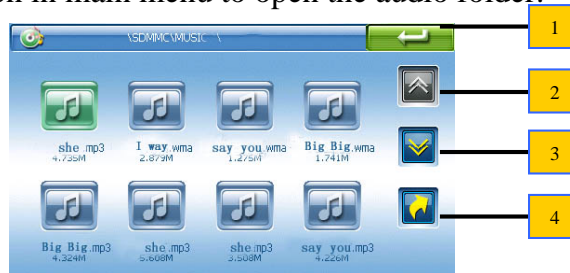 on in main menu to open the audio folder.
\SDMMC\MUSIC \
1
2
3
4
she.mp3 I way.wma say you.wma Big Big.wma
4.735M 2.879M 1.275M 1.741M
Big Big.mp3 she.mp3 she.mp3 say you.mp3
4.324M 5.608M 3.508M 4.226M